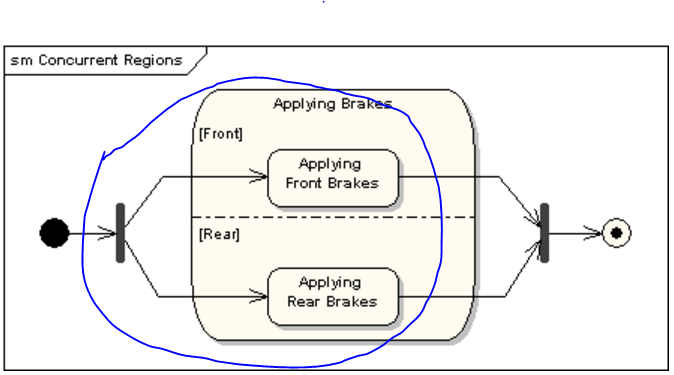 sm Concurrent Regions
Applying Brakes
[Front]
Applying
Front Brakes
[Rear]
Applying
Rear Brakes